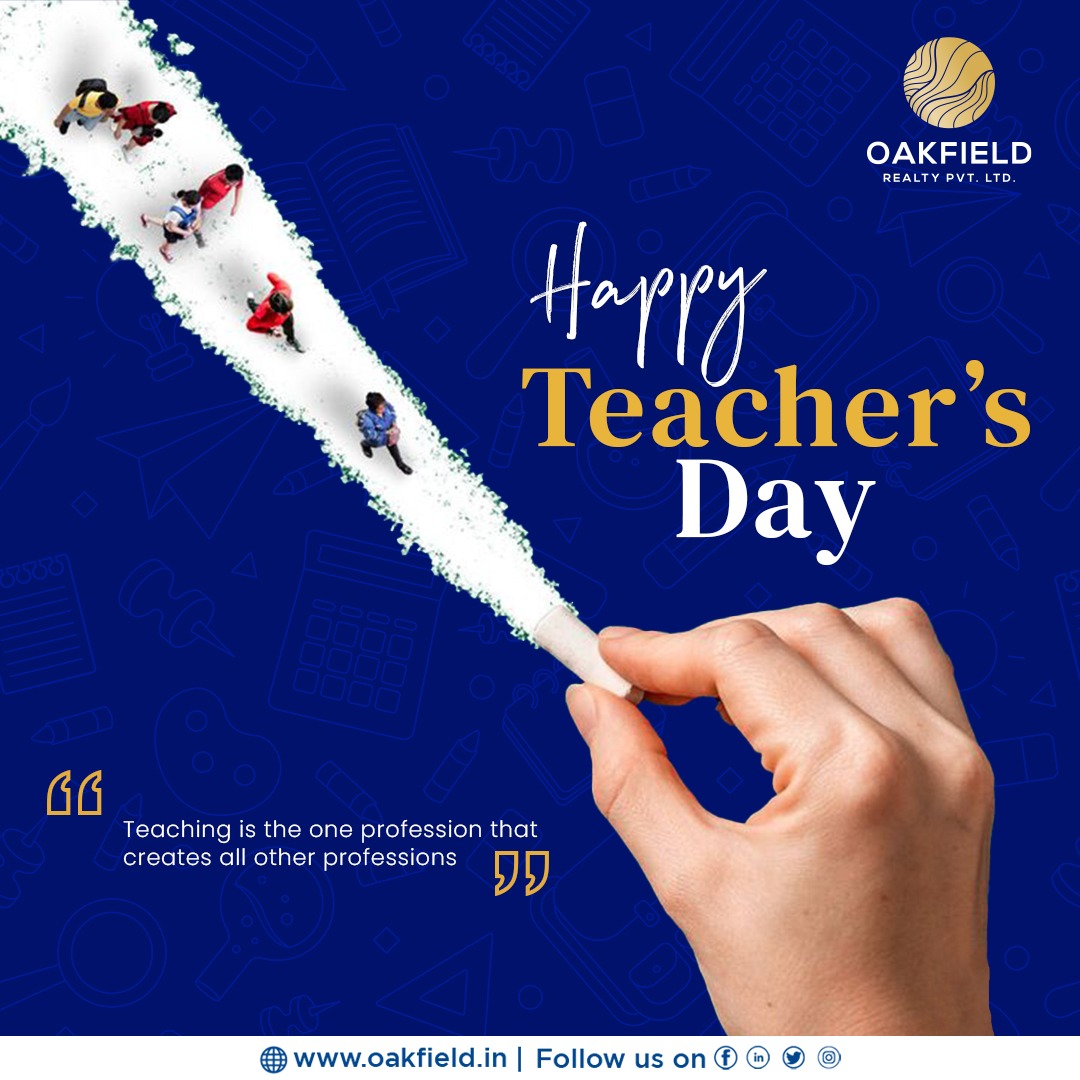 OAKFIELD
REALTY PVT. LTD.
Happy
Teacher’s
Day
“
Teaching is the one profession that
creates all other professions ”
www.oakfield.in | Follow us on